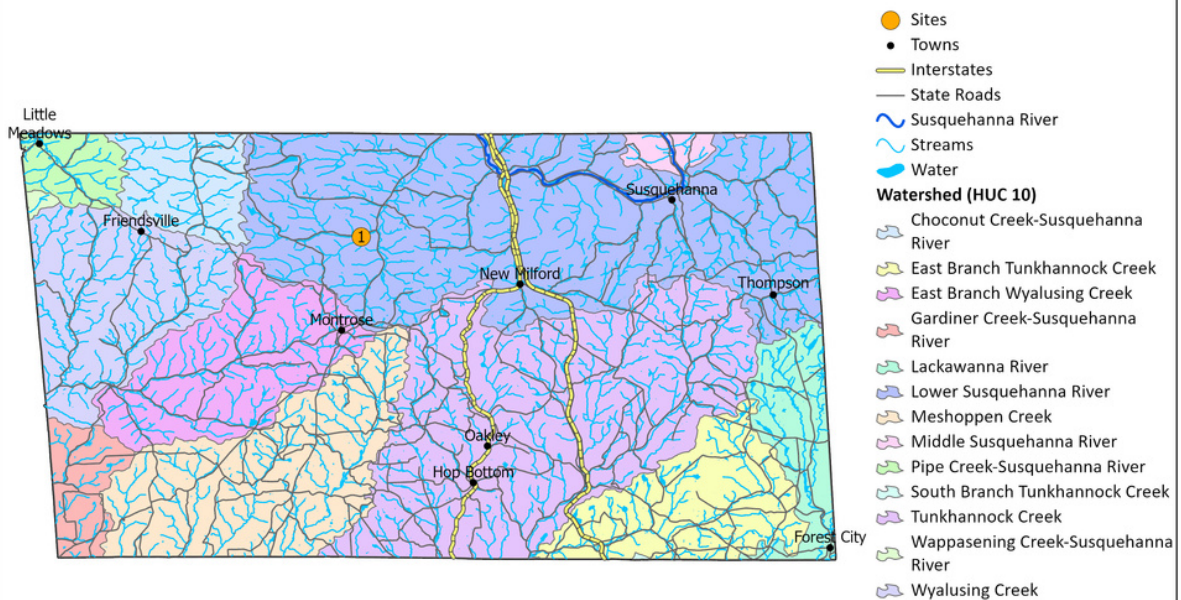 Little
Meadows
Friendsville
1
Susquehanna
New Milford
Thompson
Montrose
Oakley
Hop Bottom
Forest City
Sites
Towns
Interstates
State Roads
Susquehanna River
Streams
Water
Watershed (HUC 10)
Choconut Creek-Susquehanna
River
East Branch Tunkhannock Creek
East Branch Wyalusing Creek
Gardiner Creek-Susquehanna
River
Lackawanna River
Lower Susquehanna River
Meshoppen Creek
Middle Susquehanna River
Pipe Creek-Susquehanna River
South Branch Tunkhannock Creek
Tunkhannock Creek
Wappasening Creek-Susquehanna
River
Wyalusing Creek